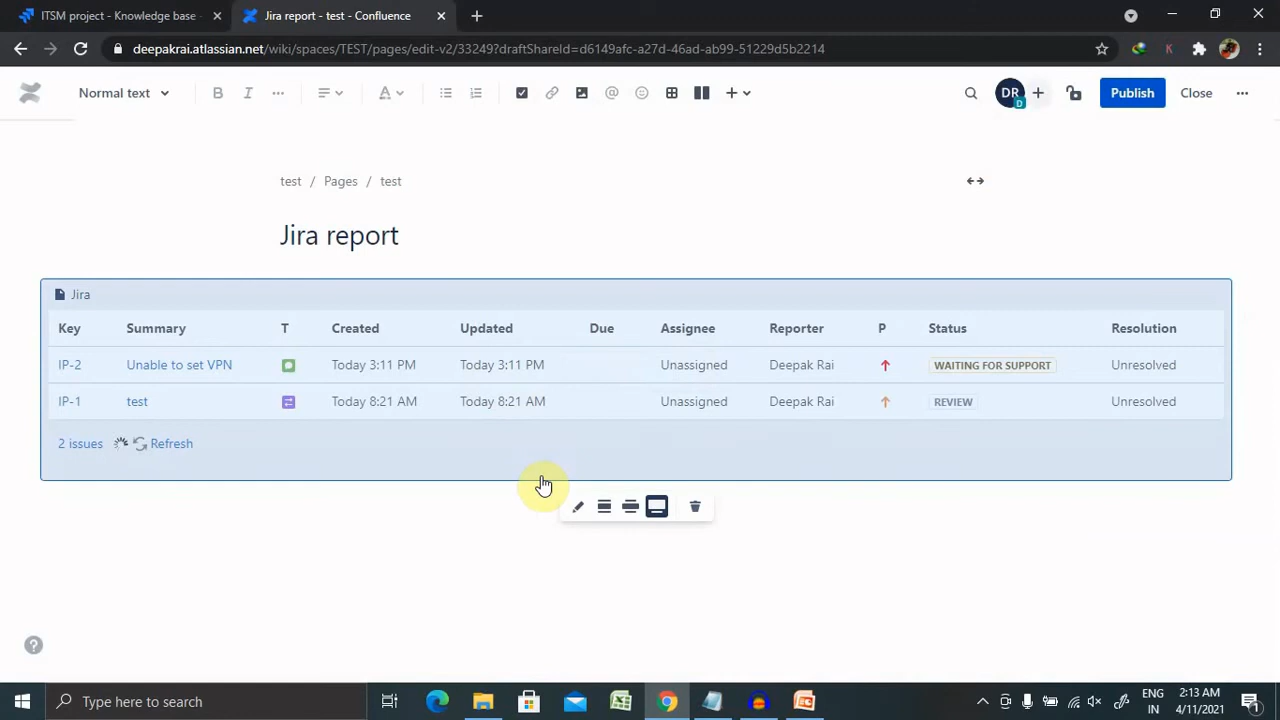 ITSM project - Knowledge base -
Jira report - test - Confluence
deepakrai.atlassian.net/wiki/spaces/TEST/pages/edit-v2/33249?draftShareId=d6149afc-a27d-46ad-ab99-51229d5b2214
K
Normal text
B I A
DR
D
Publish
Close
test / Pages / test
Jira report
Jira
Key Summary T Created Updated Due Assignee Reporter P Status Resolution
IP-2 Unable to set VPN Today 3:11 PM Today 3:11 PM Unassigned Deepak Rai WAITING FOR SUPPORT Unresolved
IP-1 test Today 8:21 AM Today 8:21 AM Unassigned Deepak Rai REVIEW Unresolved
2 issues Refresh
Type here to search
ENG
IN
2:13 AM
4/11/2021
1